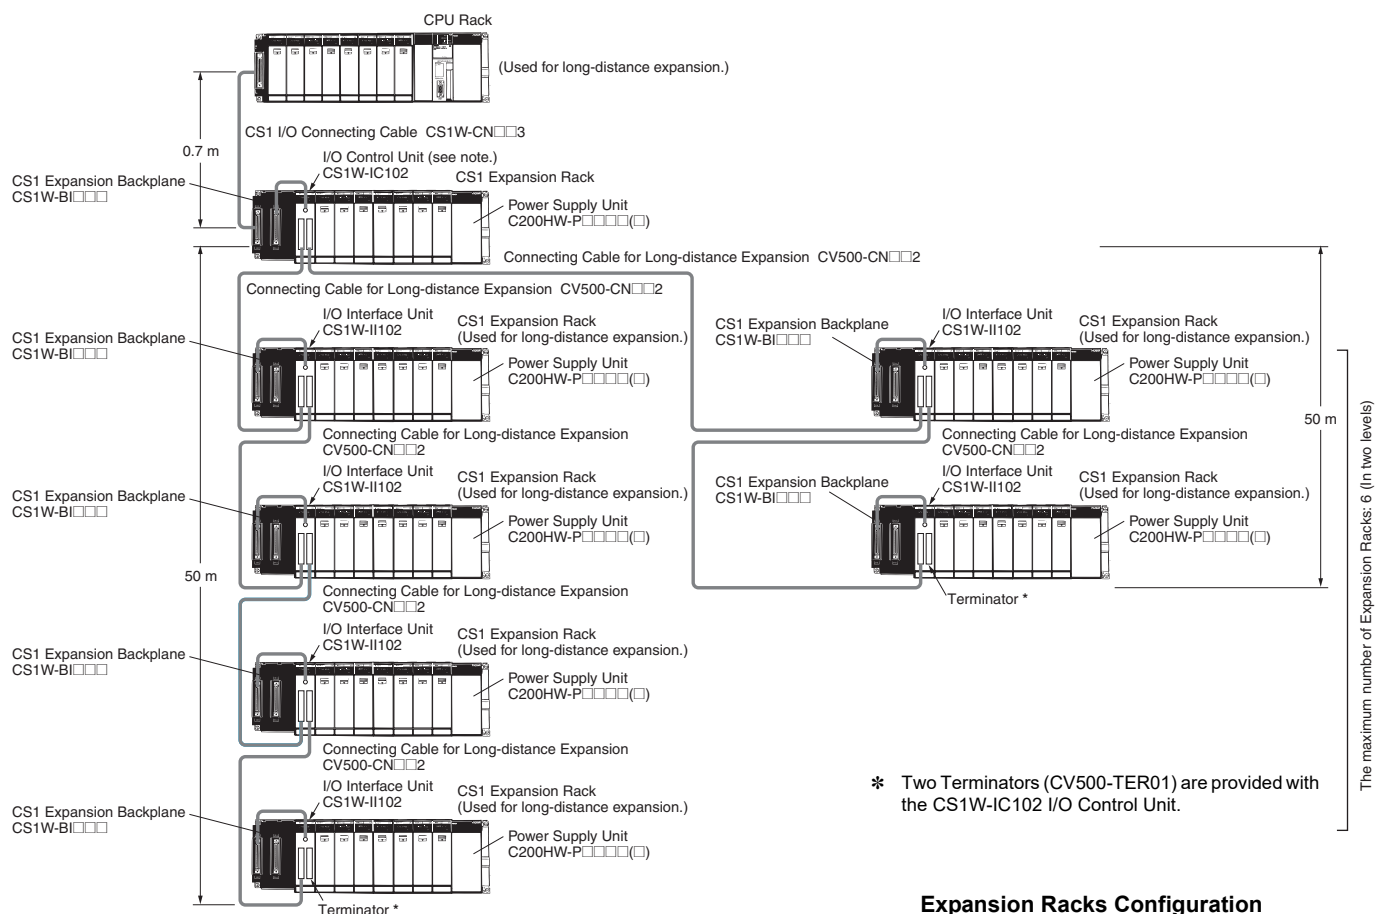 CPU Rack
(Used for long-distance expansion.)
CS1 I/O Connecting Cable CS1W-CN□□3
0.7 m
I/O Control Unit (see note.)
CS1W-IC102
CS1 Expansion Rack
CS1 Expansion Backplane
CS1W-BI□□□
Power Supply Unit
C200HW-P□□□□(□)
Connecting Cable for Long-distance Expansion CV500-CN□□2
Connecting Cable for Long-distance Expansion CV500-CN□□2
I/O Interface Unit
CS1W-II102
CS1 Expansion Rack
(Used for long-distance expansion.)
CS1 Expansion Backplane
CS1W-BI□□□
Power Supply Unit
C200HW-P□□□□(□)
Connecting Cable for Long-distance Expansion
CV500-CN□□2
I/O Interface Unit
CS1W-II102
CS1 Expansion Rack
(Used for long-distance expansion.)
CS1 Expansion Backplane
CS1W-BI□□□
Power Supply Unit
C200HW-P□□□□(□)
50 m
Connecting Cable for Long-distance Expansion
CV500-CN□□2
I/O Interface Unit
CS1W-II102
CS1 Expansion Rack
(Used for long-distance expansion.)
CS1 Expansion Backplane
CS1W-BI□□□
Power Supply Unit
C200HW-P□□□□(□)
Connecting Cable for Long-distance Expansion
CV500-CN□□2
I/O Interface Unit
CS1W-II102
CS1 Expansion Rack
(Used for long-distance expansion.)
CS1 Expansion Backplane
CS1W-BI□□□
Power Supply Unit
C200HW-P□□□□(□)
Terminator *
I/O Interface Unit
CS1W-II102
CS1 Expansion Rack
(Used for long-distance expansion.)
CS1 Expansion Backplane
CS1W-BI□□□
Power Supply Unit
C200HW-P□□□□(□)
50 m
Connecting Cable for Long-distance Expansion
CV500-CN□□2
I/O Interface Unit
CS1W-II102
CS1 Expansion Rack
(Used for long-distance expansion.)
CS1 Expansion Backplane
CS1W-BI□□□
Power Supply Unit
C200HW-P□□□□(□)
Terminator *
The maximum number of Expansion Racks: 6 (In two levels)
* Two Terminators (CV500-TER01) are provided with
the CS1W-IC102 I/O Control Unit.
Expansion Racks Configuration